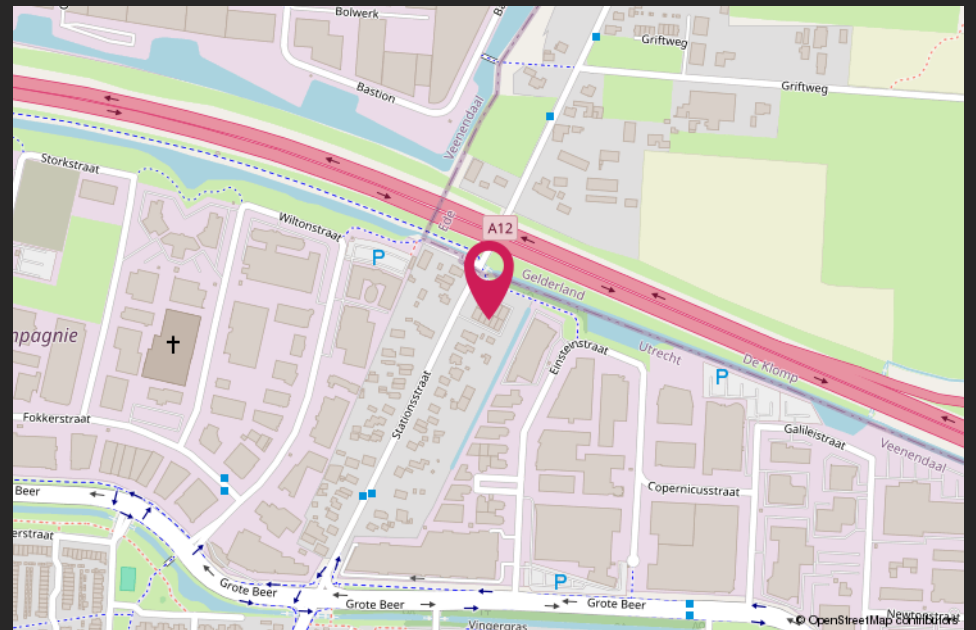 Bolwerk
Griftweg
Griftweg
Bastion
Veenendaal
Storkstraat
Ede
Wiltonstraat
A12
P
Gelderland
mpagnie
Einsteinstraat
Utrecht
De Klomp
P
Stationsstraat
Fokkerstraat
Galileistraat
Veenendaal
Beer
Copernicusstraat
erstraat
P
Grote Beer
Grote Beer
Grote Beer
Newtonstraat
Vingergras
© OpenStreetMap contributors